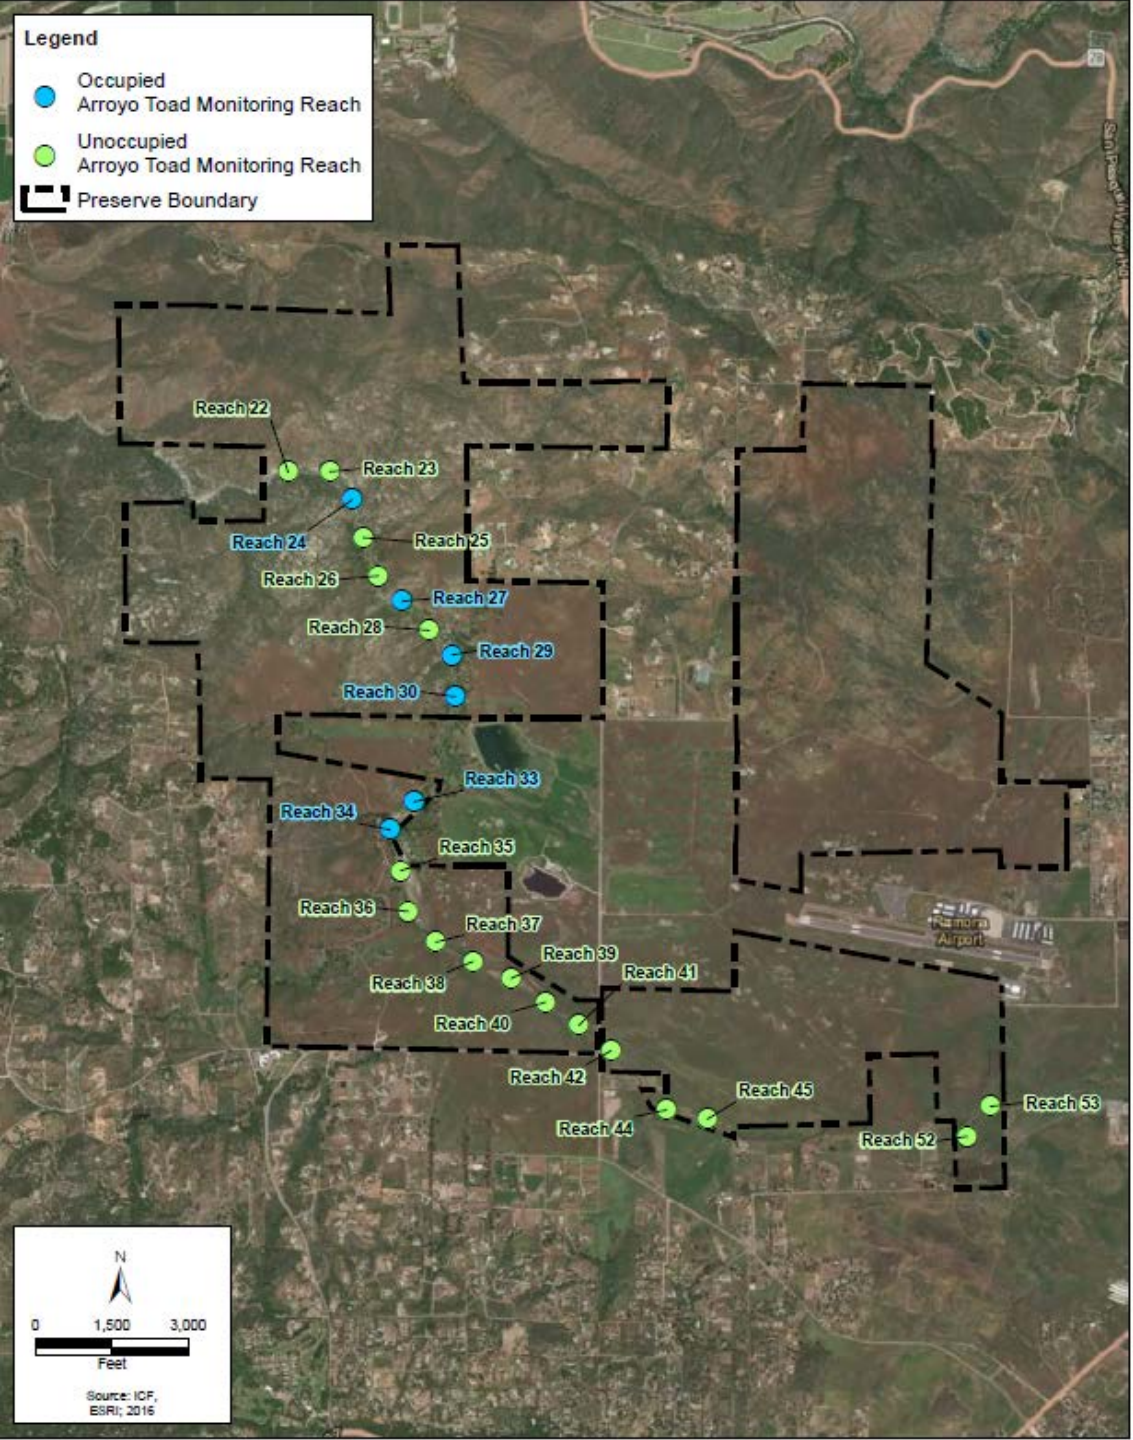 Legend
Occupied
Arroyo Toad Monitoring Reach
Unoccupied
Arroyo Toad Monitoring Reach
Preserve Boundary
78
Reach 22
Reach 23
Reach 24
Reach 25
Reach 26
Reach 27
Reach 28
Reach 29
Reach 30
Reach 33
Reach 34
Reach 35
Reach 36
Reach 37
Reach 38
Reach 39
Reach 40
Reach 41
Reach 42
Reach 44
Reach 45
Reach 52
Reach 53
Ramona
Airport
N
0 1,500 3,000
Feet
Source: ICF,
ESRI; 2016